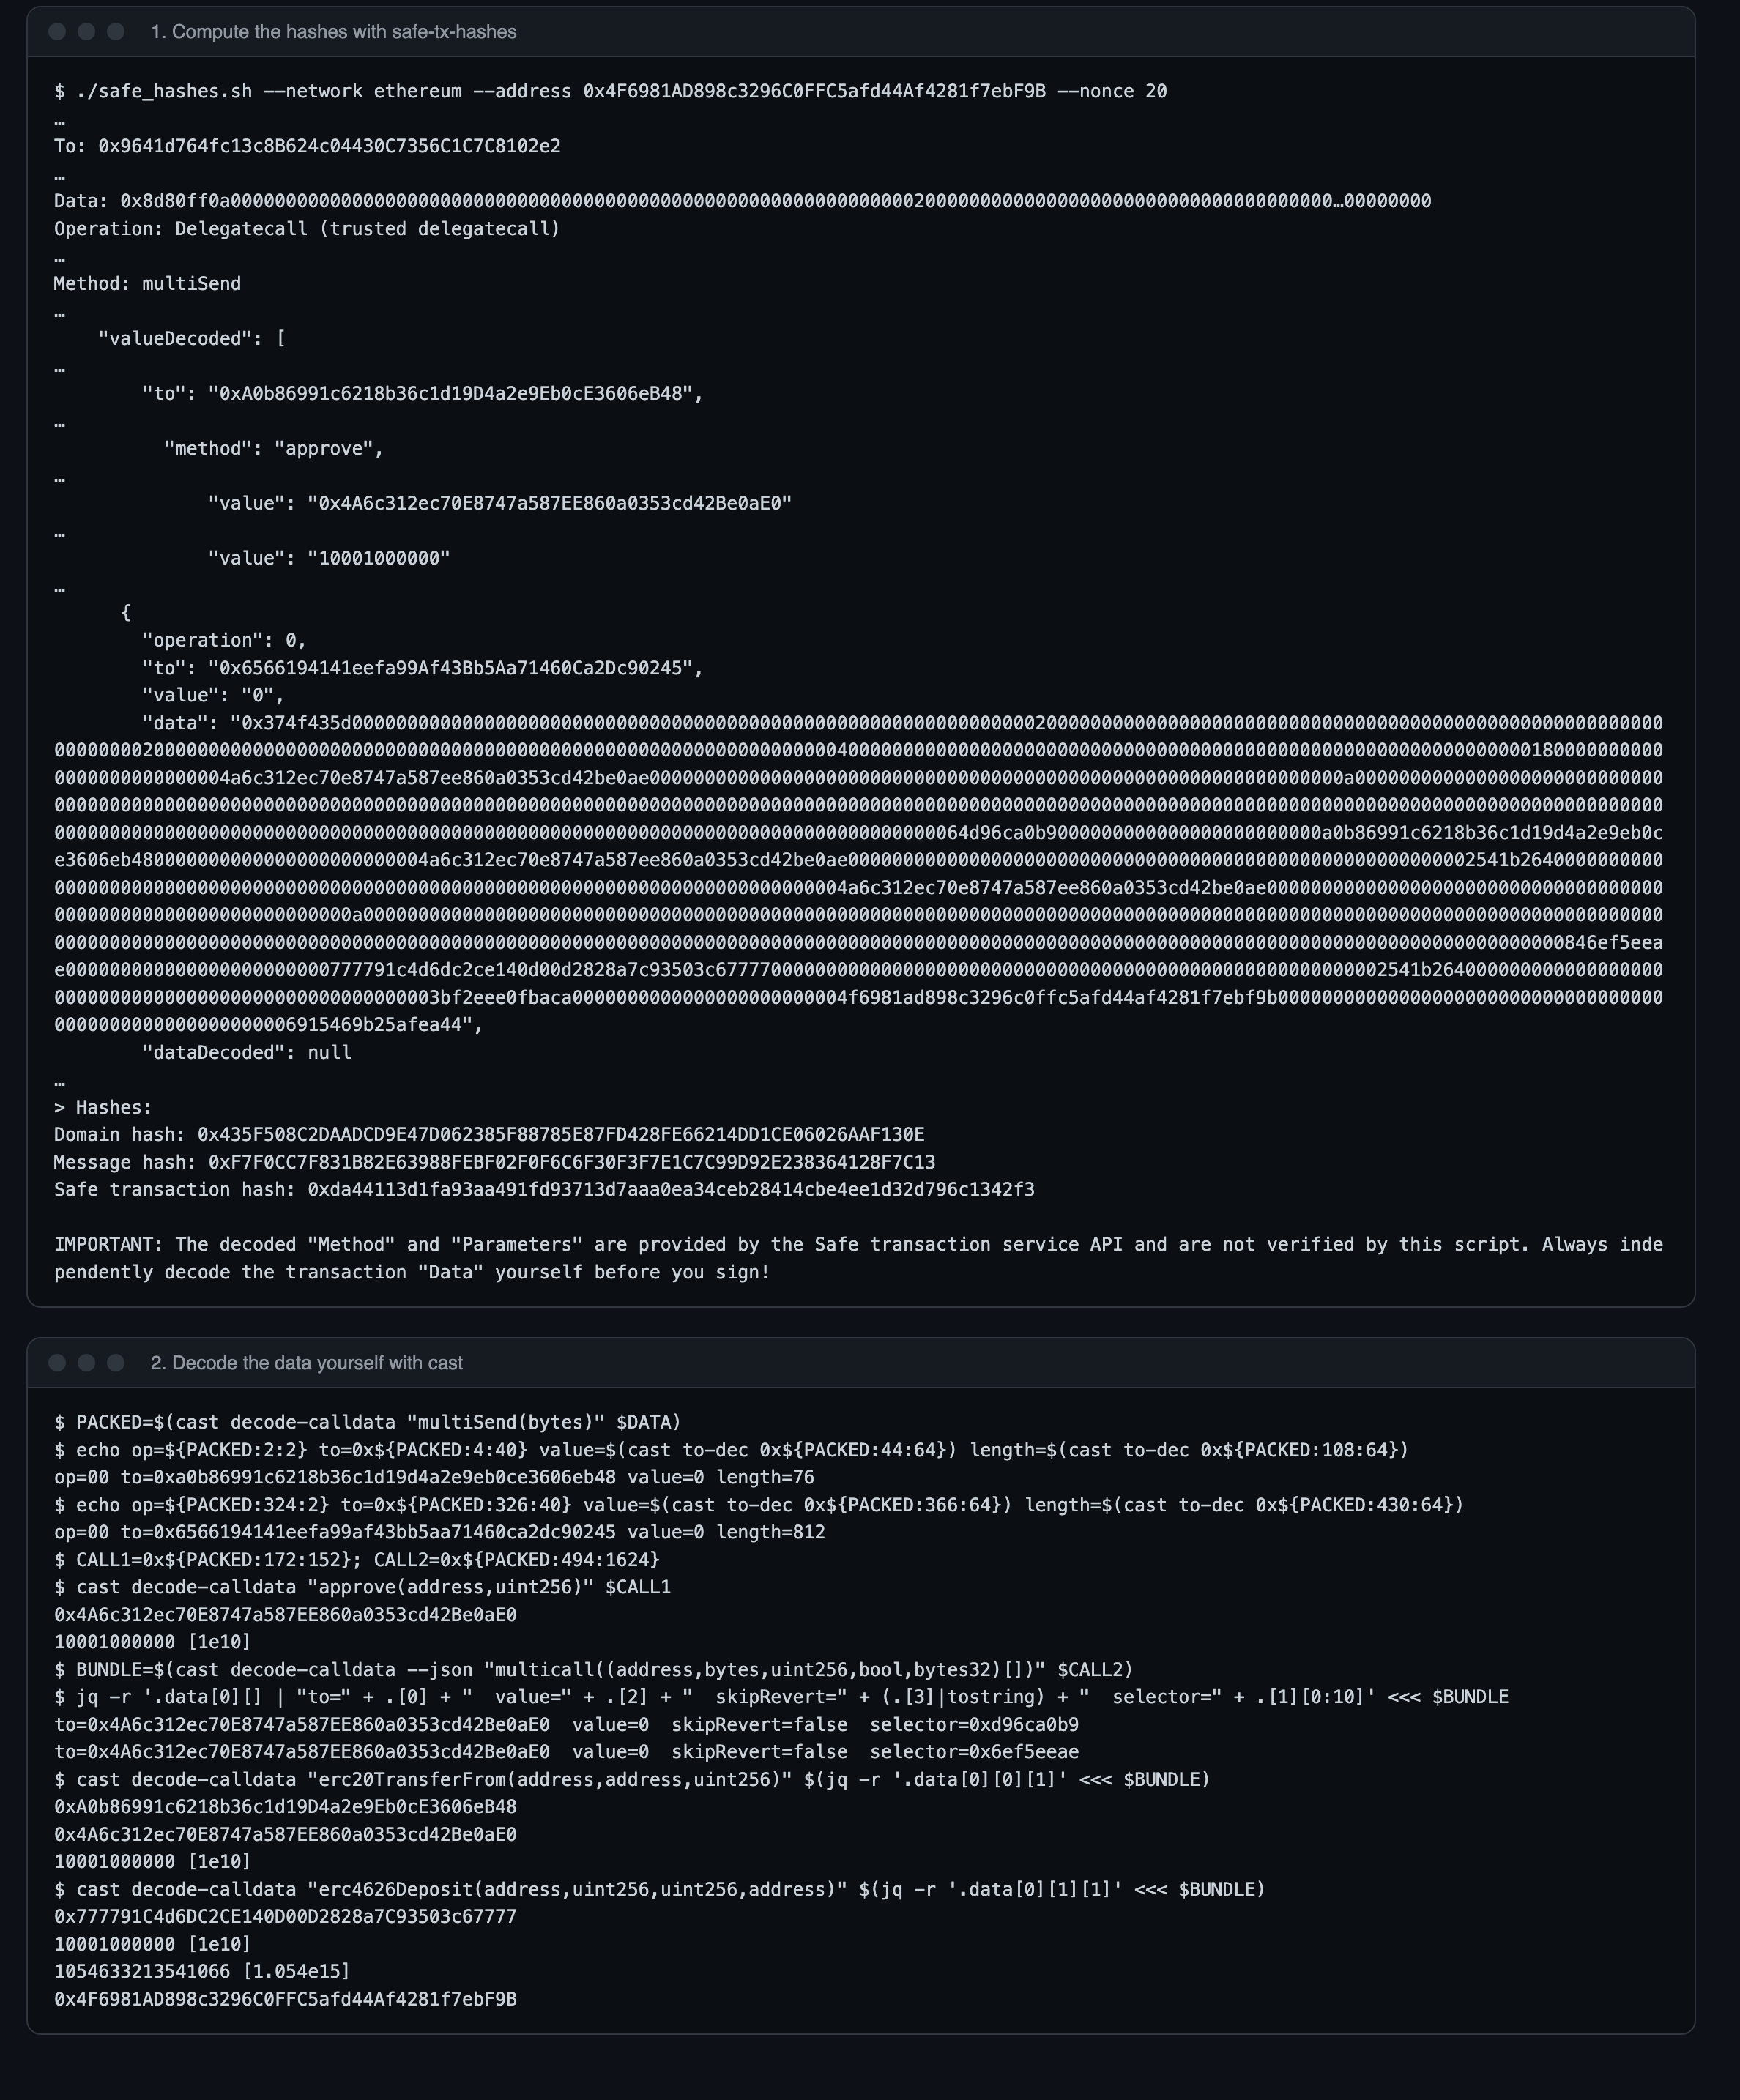 1. Compute the hashes with safe-tx-hashes
$ ./safe_hashes.sh --network ethereum --address 0x4F6981AD898c3296C0FFC5afd44Af4281f7ebF9B --nonce 20
…
To: 0x9641d764fc13c8B624c04430C7356C1C7C8102e2
…
Data: 0x8d80ff0a0000000000000000000000000000000000000000000000000000000000000020000000000000000000000000000000000000…00000000
Operation: Delegatecall (trusted delegatecall)
…
Method: multiSend
…
"valueDecoded": [
…
"to": "0xA0b86991c6218b36c1d19D4a2e9Eb0cE3606eB48",
…
"method": "approve",
…
"value": "0x4A6c312ec70E8747a587EE860a0353cd42Be0aE0"
…
"value": "10001000000"
…
{
"operation": 0,
"to": "0x6566194141eefa99Af43Bb5Aa71460Ca2Dc90245",
"value": "0",
"data": "0x374f435d00000000000000000000000000000000000000000000000000000000000000200000000000000000000000000000000000000000000000000000000
00000000200000000000000000000000000000000000000000000000000000000000000400000000000000000000000000000000000000000000000000000000000000180000000000
0000000000000004a6c312ec70e8747a587ee860a0353cd42be0ae000000000000000000000000000000000000000000000000000000000000000a0000000000000000000000000000
00000000000000000000000000000000000000000000000000000000000000000000000000000000000000000000000000000000000000000000000000000000000000000000000000
00000000000000000000000000000000000000000000000000000000000000000000000000000000064d96ca0b9000000000000000000000000a0b86991c6218b36c1d19d4a2e9eb0c
e3606eb480000000000000000000000004a6c312ec70e8747a587ee860a0353cd42be0ae000000000000000000000000000000000000000000000000000000002541b2640000000000
000000000000000000000000000000000000000000000000000000000000000000000004a6c312ec70e8747a587ee860a0353cd42be0ae000000000000000000000000000000000000
000000000000000000000000000a0000000000000000000000000000000000000000000000000000000000000000000000000000000000000000000000000000000000000000000000
00000000000000000000000000000000000000000000000000000000000000000000000000000000000000000000000000000000000000000000000000000000000000000846ef5eea
e000000000000000000000000777791c4d6dc2ce140d00d2828a7c93503c6777700000000000000000000000000000000000000000000000000000002541b264000000000000000000
00000000000000000000000000000000003bf2eee0fbaca0000000000000000000000004f6981ad898c3296c0ffc5afd44af4281f7ebf9b00000000000000000000000000000000000
0000000000000000000006915469b25afea44",
"dataDecoded": null
…
> Hashes:
Domain hash: 0x435F508C2DAADCD9E47D062385F88785E87FD428FE66214DD1CE06026AAF130E
Message hash: 0xF7F0CC7F831B82E63988FEBF02F0F6C6F30F3F7E1C7C99D92E238364128F7C13
Safe transaction hash: 0xda44113d1fa93aa491fd93713d7aaa0ea34ceb28414cbe4ee1d32d796c1342f3
IMPORTANT: The decoded "Method" and "Parameters" are provided by the Safe transaction service API and are not verified by this script. Always inde
pendently decode the transaction "Data" yourself before you sign!
2. Decode the data yourself with cast
$ PACKED=$(cast decode-calldata "multiSend(bytes)" $DATA)
$ echo op=${PACKED:2:2} to=0x${PACKED:4:40} value=$(cast to-dec 0x${PACKED:44:64}) length=$(cast to-dec 0x${PACKED:108:64})
op=00 to=0xa0b86991c6218b36c1d19d4a2e9eb0ce3606eb48 value=0 length=76
$ echo op=${PACKED:324:2} to=0x${PACKED:326:40} value=$(cast to-dec 0x${PACKED:366:64}) length=$(cast to-dec 0x${PACKED:430:64})
op=00 to=0x6566194141eefa99af43bb5aa71460ca2dc90245 value=0 length=812
$ CALL1=0x${PACKED:172:152}; CALL2=0x${PACKED:494:1624}
$ cast decode-calldata "approve(address,uint256)" $CALL1
0x4A6c312ec70E8747a587EE860a0353cd42Be0aE0
10001000000 [1e10]
$ BUNDLE=$(cast decode-calldata --json "multicall((address,bytes,uint256,bool,bytes32)[])" $CALL2)
$ jq -r '.data[0][] | "to=" + .[0] + "  value=" + .[2] + "  skipRevert=" + (.[3]|tostring) + "  selector=" + .[1][0:10]' <<< $BUNDLE
to=0x4A6c312ec70E8747a587EE860a0353cd42Be0aE0  value=0  skipRevert=false  selector=0xd96ca0b9
to=0x4A6c312ec70E8747a587EE860a0353cd42Be0aE0  value=0  skipRevert=false  selector=0x6ef5eeae
$ cast decode-calldata "erc20TransferFrom(address,address,uint256)" $(jq -r '.data[0][0][1]' <<< $BUNDLE)
0xA0b86991c6218b36c1d19D4a2e9Eb0cE3606eB48
0x4A6c312ec70E8747a587EE860a0353cd42Be0aE0
10001000000 [1e10]
$ cast decode-calldata "erc4626Deposit(address,uint256,uint256,address)" $(jq -r '.data[0][1][1]' <<< $BUNDLE)
0x777791C4d6DC2CE140D00D2828a7C93503c67777
10001000000 [1e10]
1054633213541066 [1.054e15]
0x4F6981AD898c3296C0FFC5afd44Af4281f7ebF9B